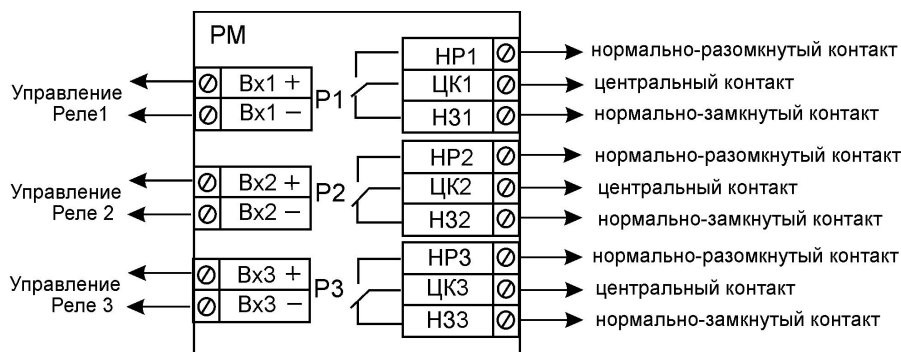 РМ
Управление
Реле1
Вх1 +
Вх1 −
Р1
НР1
ЦК1
НЗ1
нормально-разомкнутый контакт
центральный контакт
нормально-замкнутый контакт
Управление
Реле 2
Вх2 +
Вх2 −
Р2
НР2
ЦК2
НЗ2
нормально-разомкнутый контакт
центральный контакт
нормально-замкнутый контакт
Управление
Реле 3
Вх3 +
Вх3 −
Р3
НР3
ЦК3
НЗ3
нормально-разомкнутый контакт
центральный контакт
нормально-замкнутый контакт